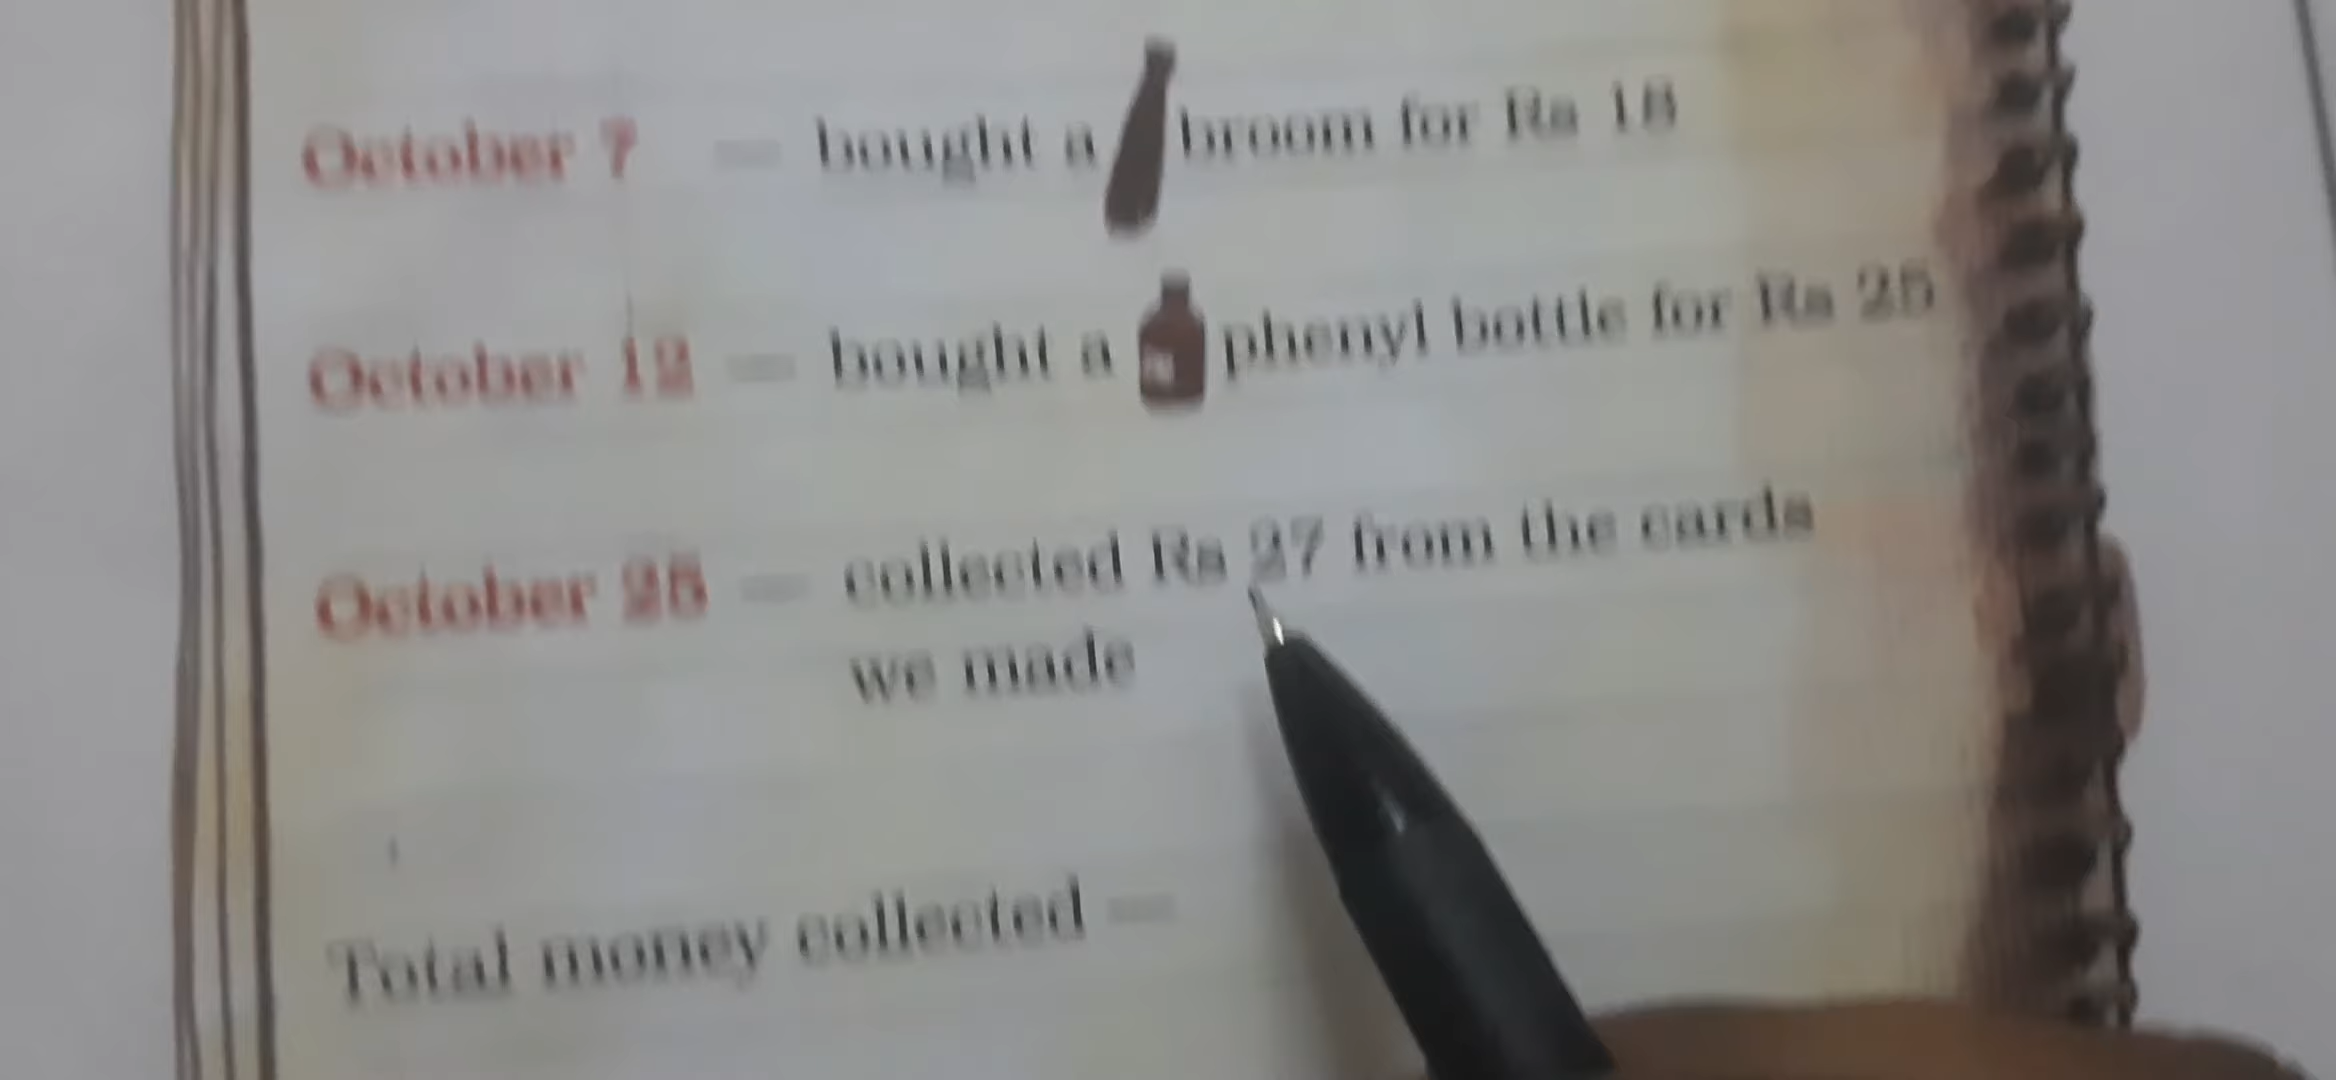 October 7 — bought a broom for Rs 18
October 12 — bought a phenyl bottle for Rs 25
October 25 — collected Rs 27 from the cards
we made
Total money collected —